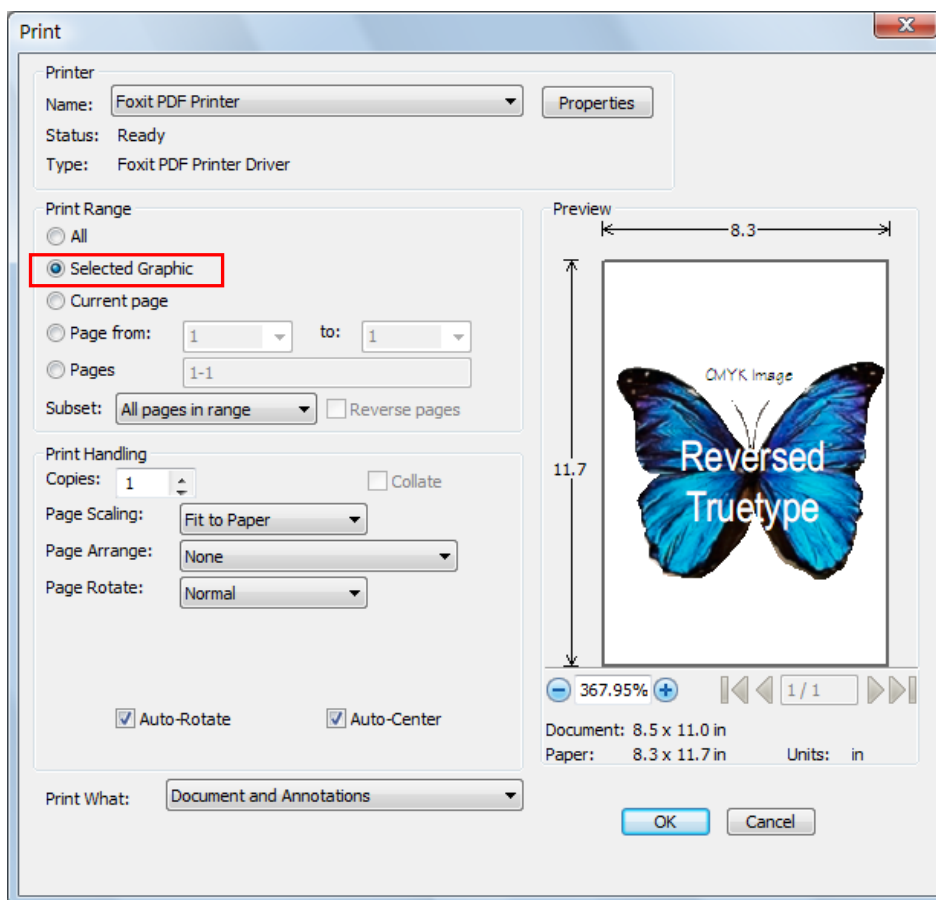 Print
Printer
Name: Foxit PDF Printer Properties
Status: Ready
Type: Foxit PDF Printer Driver
Print Range
All
Selected Graphic
Current page
Page from: 1 to: 1
Pages 1-1
Subset: All pages in range Reverse pages
Print Handling
Copies: 1 Collate
Page Scaling: Fit to Paper
Page Arrange: None
Page Rotate: Normal
Auto-Rotate Auto-Center
Print What: Document and Annotations
Preview
8.3
11.7
CMYK Image
Reversed
Truetype
367.95% 1 / 1
Document: 8.5 x 11.0 in
Paper: 8.3 x 11.7 in Units: in
OK Cancel